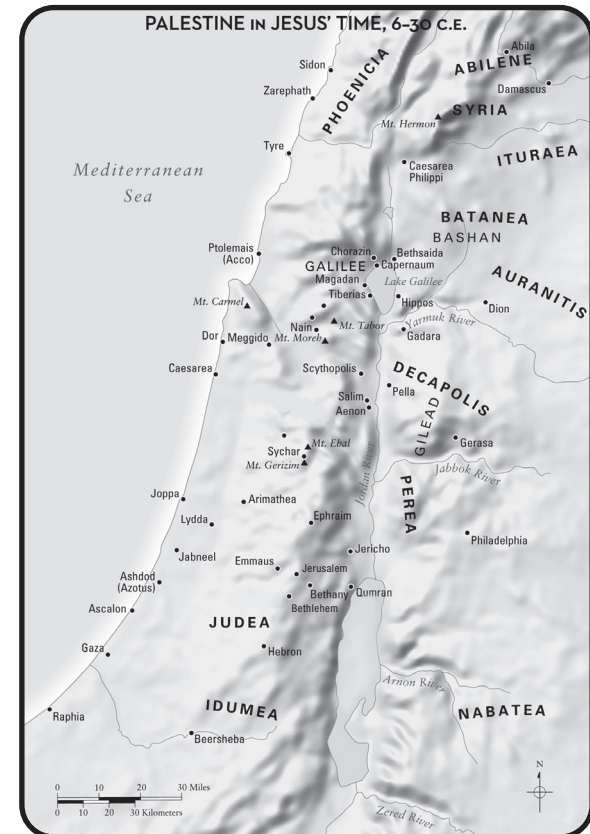 PALESTINE IN JESUS' TIME, 6–30 C.E.
Abila
ABILENE
Sidon
PHOENICIA
Damascus
Zarephath
SYRIA
Mt. Hermon
Tyre
ITURAEA
Caesarea
Philippi
Mediterranean
Sea
BATANEA
BASHAN
Ptolemais
(Acco)
Chorazin
Bethsaida
GALILEE
Capernaum
Magadan
Lake Galilee
AURANITIS
Tiberias
Hippos
Mt. Carmel
Dion
Yarmuk River
Nain
Mt. Tabor
Dor
Meggido
Mt. Moreh
Gadara
Caesarea
Scythopolis
DECAPOLIS
Pella
Salim
Aenon
GILEAD
Mt. Ebal
Gerasa
Sychar
Mt. Gerizim
Jabbok River
Jordan River
PEREA
Joppa
Arimathea
Lydda
Ephraim
Philadelphia
Jabneel
Jericho
Emmaus
Jerusalem
Ashdod
(Azotus)
Bethany
Qumran
Ascalon
Bethlehem
JUDEA
Gaza
Hebron
Arnon River
IDUMEA
NABATEA
Raphia
Beersheba
N
0 10 20 30 Miles
0 10 20 30 Kilometers
Zered River